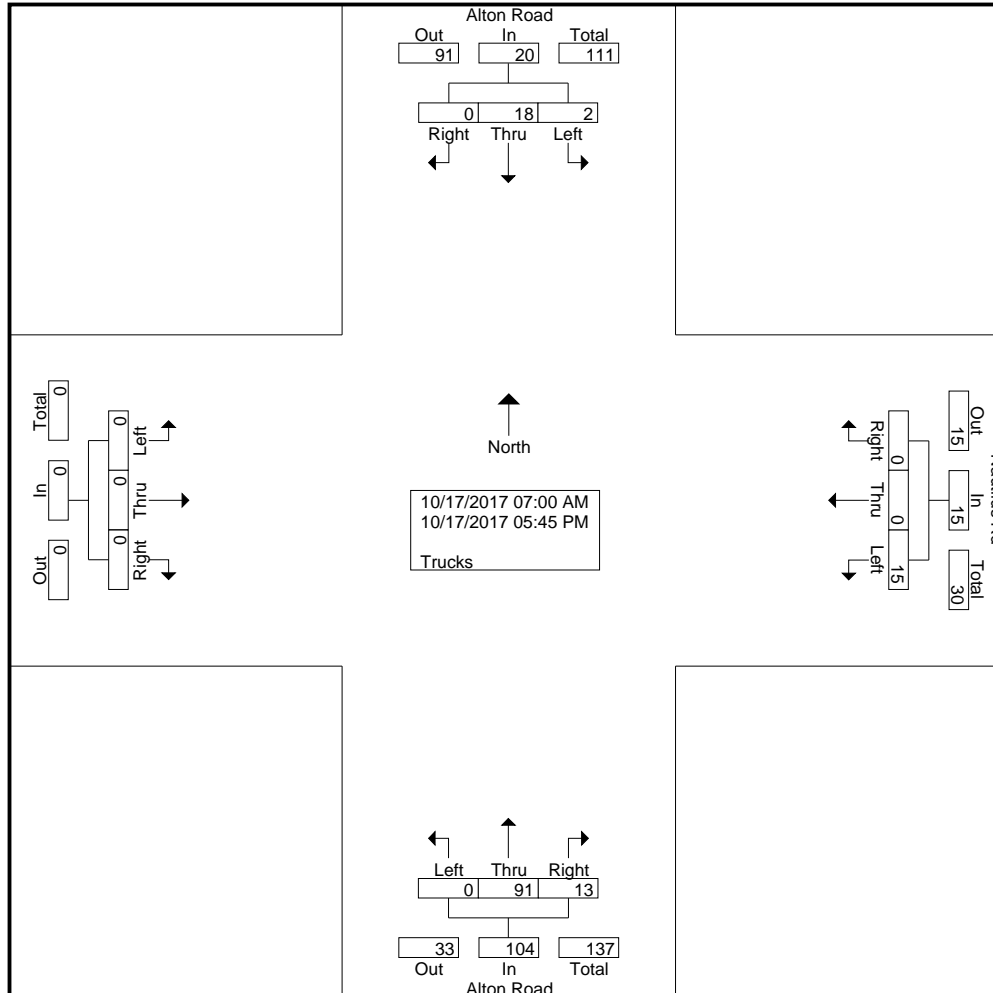 Alton Road
Out In Total
91 20 111
0 18 2
Right Thru Left
Total In Out
0 0 0
0 0 0
Left Thru Right
North
10/17/2017 07:00 AM
10/17/2017 05:45 PM
Trucks
Right Thru Left
0 0 15
15 15 30
Out In Total
Left Thru Right
0 91 13
33 104 137
Out In Total
Alton Road